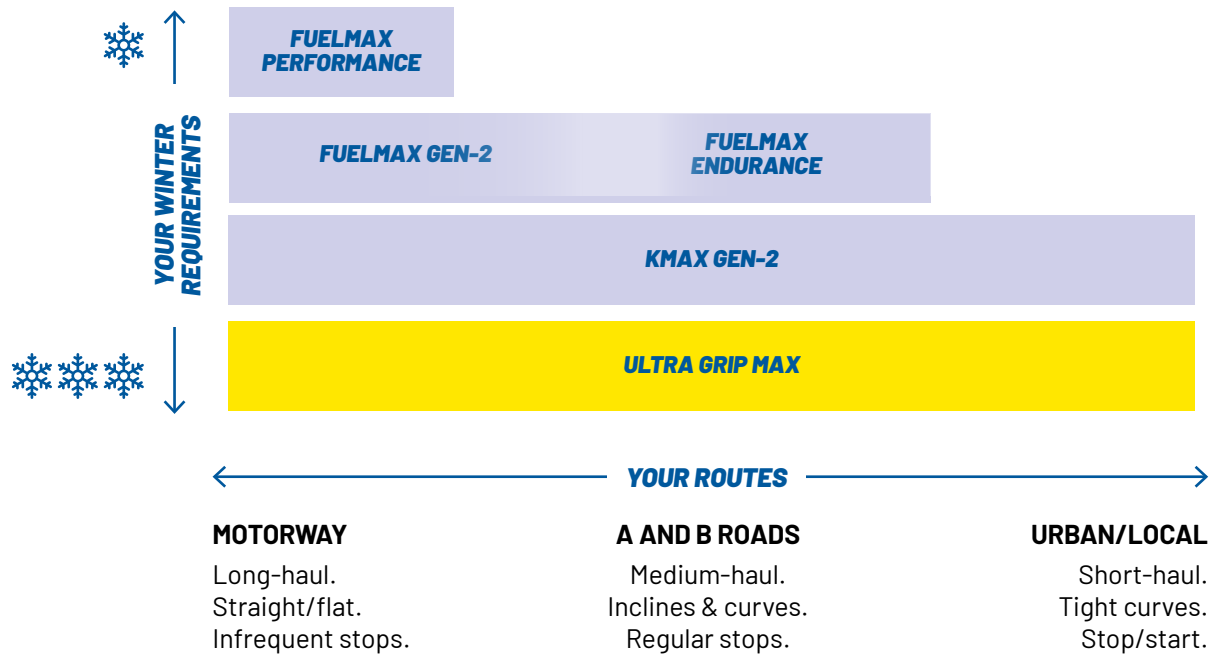 FUELMAX
PERFORMANCE
YOUR WINTER
REQUIREMENTS
FUELMAX GEN-2
FUELMAX
ENDURANCE
KMAX GEN-2
ULTRA GRIP MAX
YOUR ROUTES
MOTORWAY
Long-haul.
Straight/flat.
Infrequent stops.
A AND B ROADS
Medium-haul.
Inclines & curves.
Regular stops.
URBAN/LOCAL
Short-haul.
Tight curves.
Stop/start.